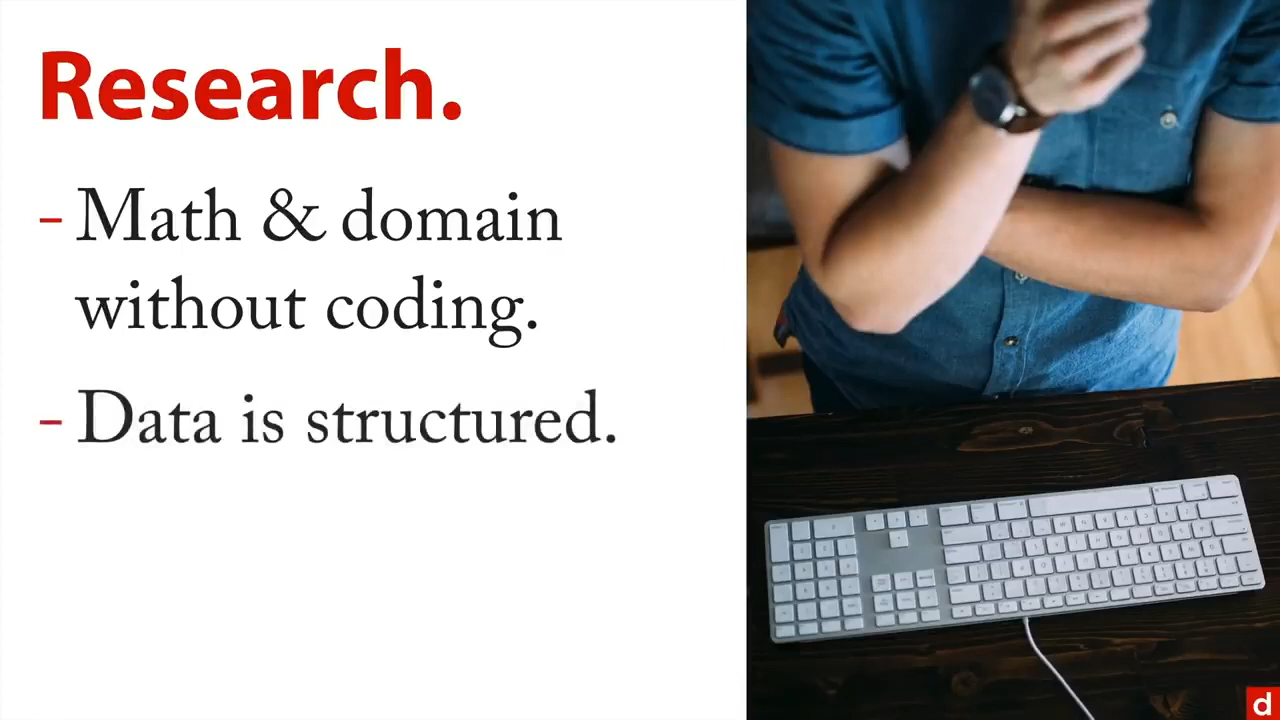 Research.
- Math & domain
without coding.
- Data is structured.
d